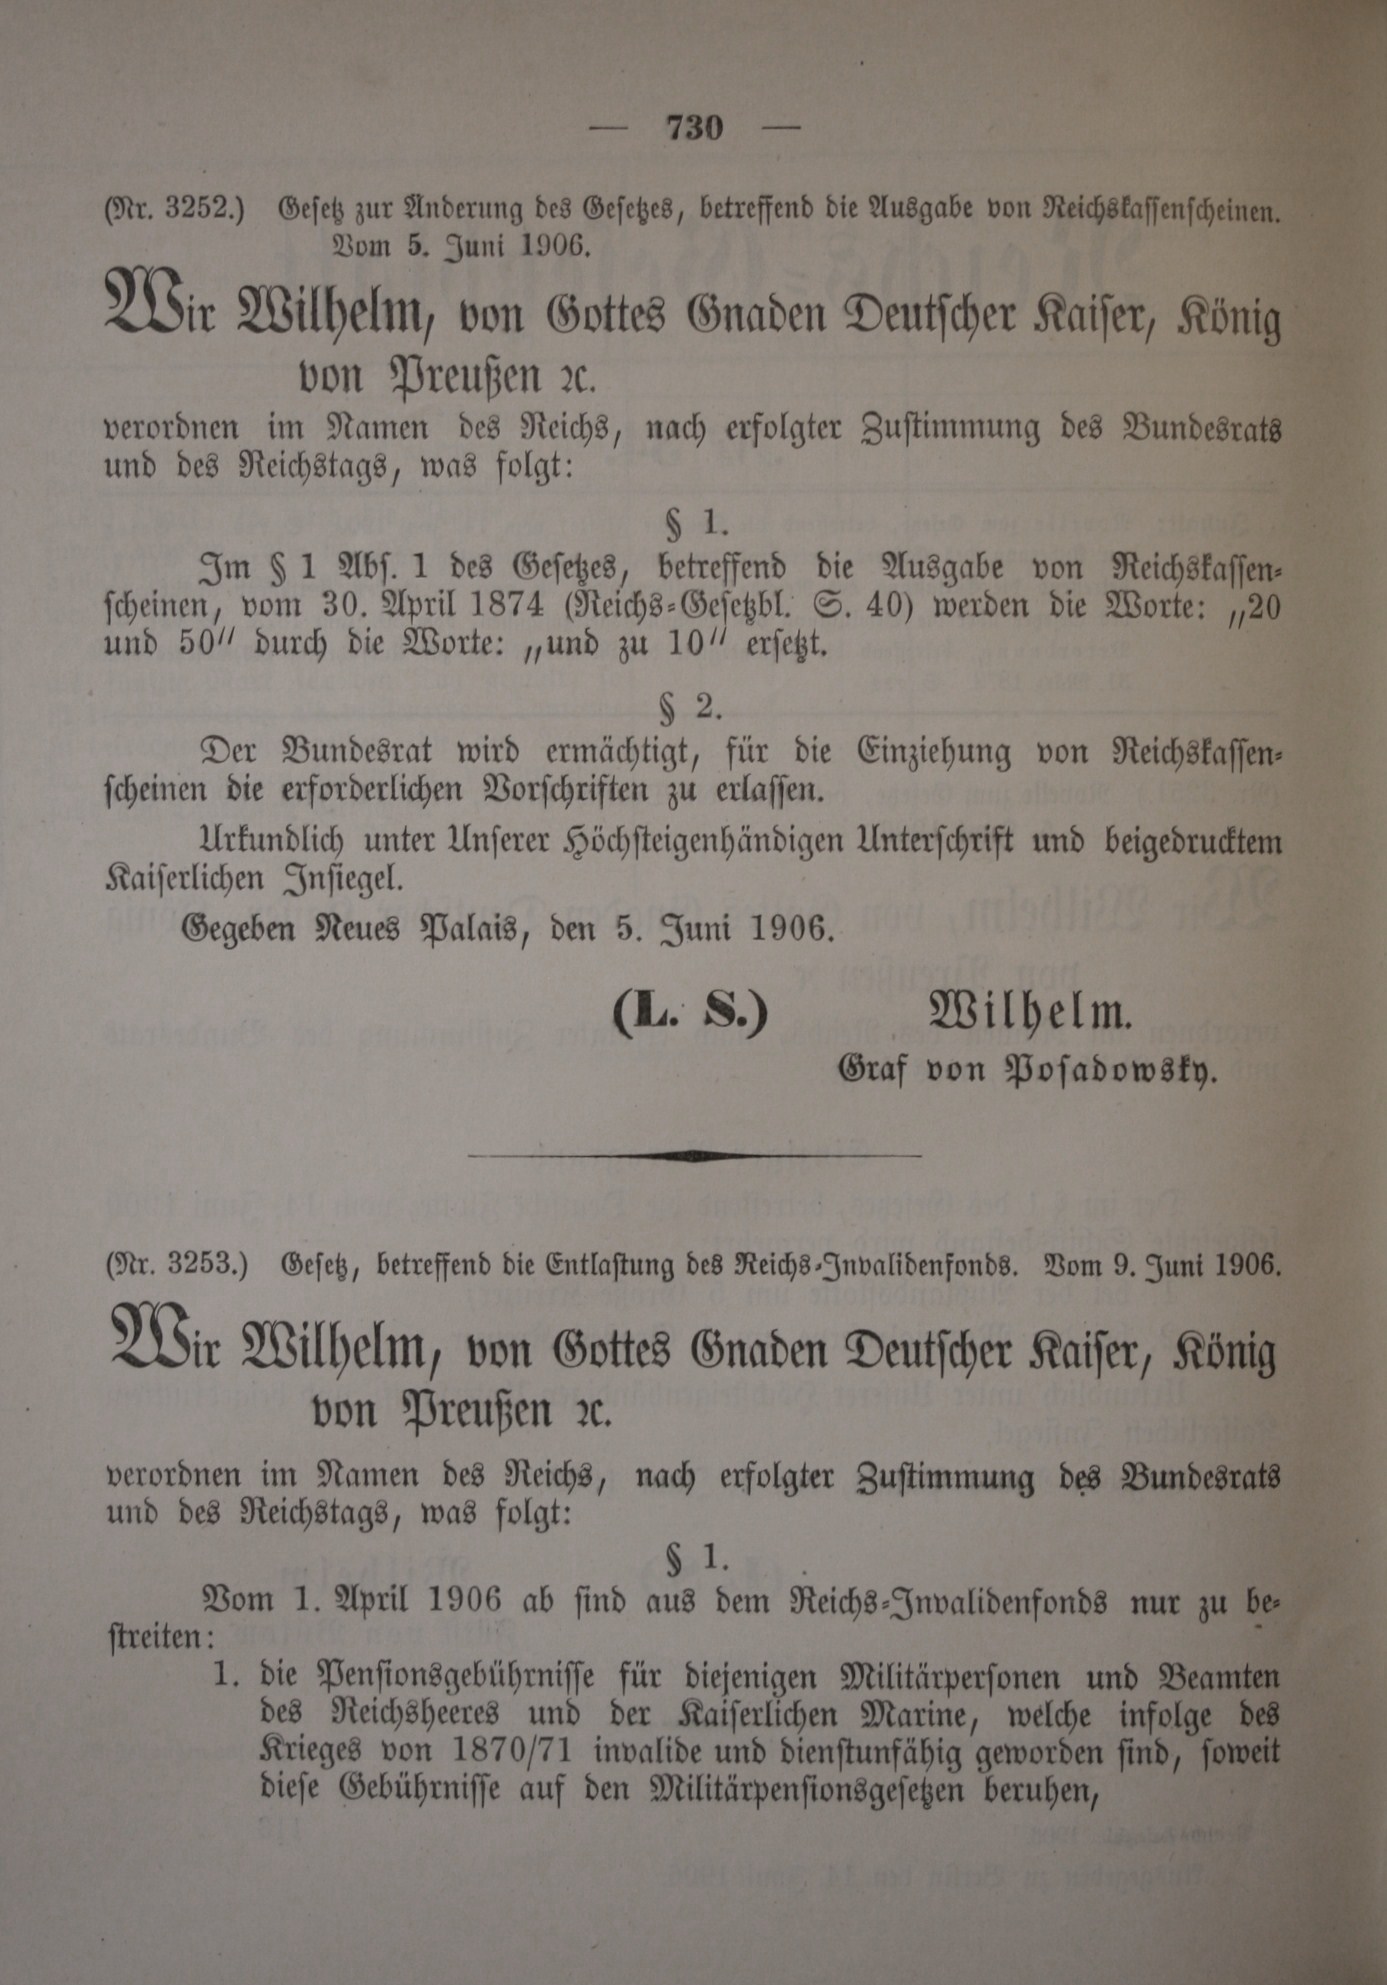 — 730 —
(Nr. 3252.) Gesetz zur Änderung des Gesetzes, betreffend die Ausgabe von Reichskassenscheinen.
Vom 5. Juni 1906.
Wir Wilhelm, von Gottes Gnaden Deutscher Kaiser, König
von Preußen ꝛc.
verordnen im Namen des Reichs, nach erfolgter Zustimmung des Bundesrats
und des Reichstags, was folgt:
§ 1.
Im § 1 Abs. 1 des Gesetzes, betreffend die Ausgabe von Reichskassen-
scheinen, vom 30. April 1874 (Reichs-Gesetzbl. S. 40) werden die Worte: „20
und 50" durch die Worte: „und zu 10" ersetzt.
§ 2.
Der Bundesrat wird ermächtigt, für die Einziehung von Reichskassen-
scheinen die erforderlichen Vorschriften zu erlassen.
Urkundlich unter Unserer Höchsteigenhändigen Unterschrift und beigedrucktem
Kaiserlichen Insiegel.
Gegeben Neues Palais, den 5. Juni 1906.
(L. S.) Wilhelm.
Graf von Posadowsky.
(Nr. 3253.) Gesetz, betreffend die Entlastung des Reichs-Invalidenfonds. Vom 9. Juni 1906.
Wir Wilhelm, von Gottes Gnaden Deutscher Kaiser, König
von Preußen ꝛc.
verordnen im Namen des Reichs, nach erfolgter Zustimmung des Bundesrats
und des Reichstags, was folgt:
§ 1.
Vom 1. April 1906 ab sind aus dem Reichs-Invalidenfonds nur zu be-
streiten:
1. die Pensionsgebührnisse für diejenigen Militärpersonen und Beamten
des Reichsheeres und der Kaiserlichen Marine, welche infolge des
Krieges von 1870/71 invalide und dienstunfähig geworden sind, soweit
diese Gebührnisse auf den Militärpensionsgesetzen beruhen,